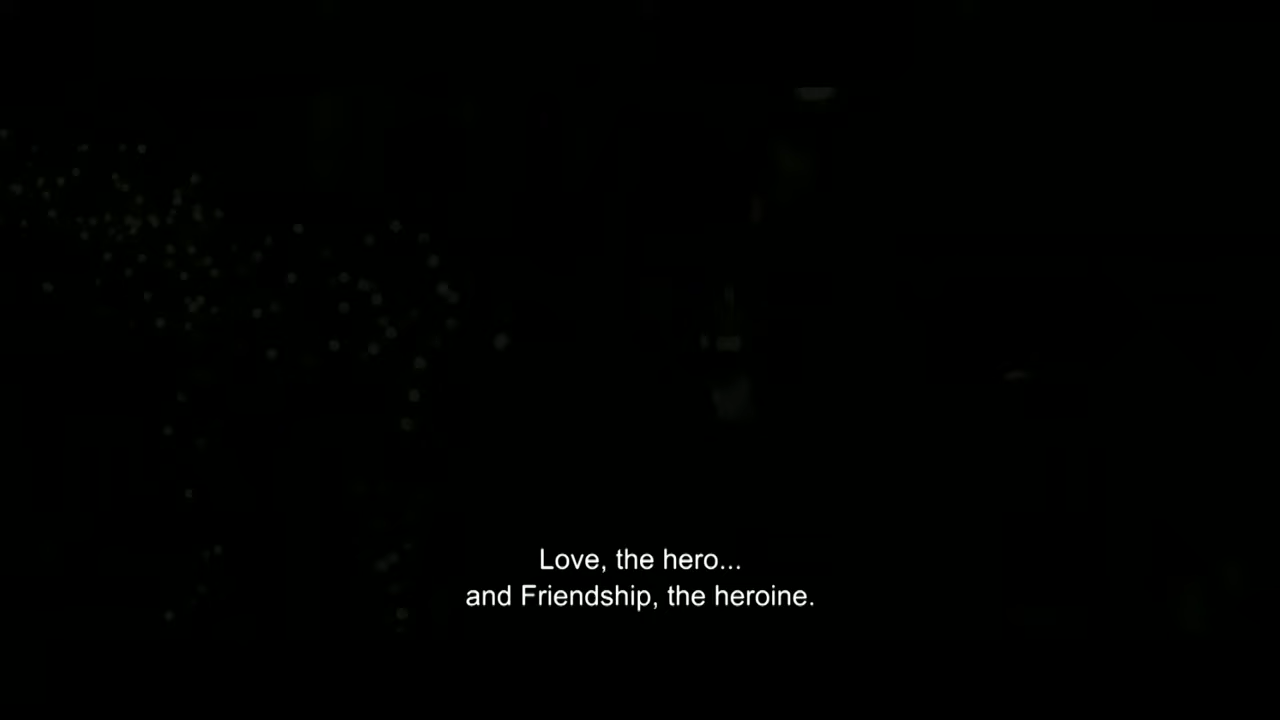 Love, the hero...
and Friendship, the heroine.